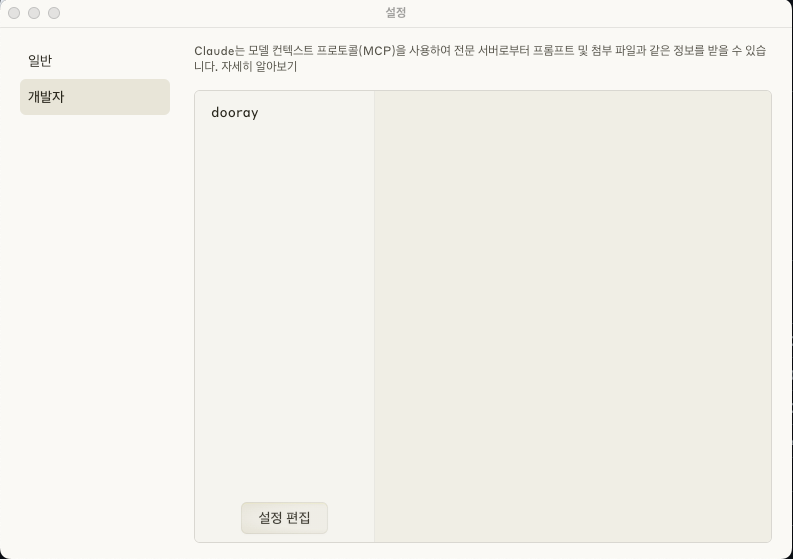 설정
일반
개발자
Claude는 모델 컨텍스트 프로토콜(MCP)을 사용하여 전문 서버로부터 프롬프트 및 첨부 파일과 같은 정보를 받을 수 있습
니다. 자세히 알아보기
dooray
설정 편집